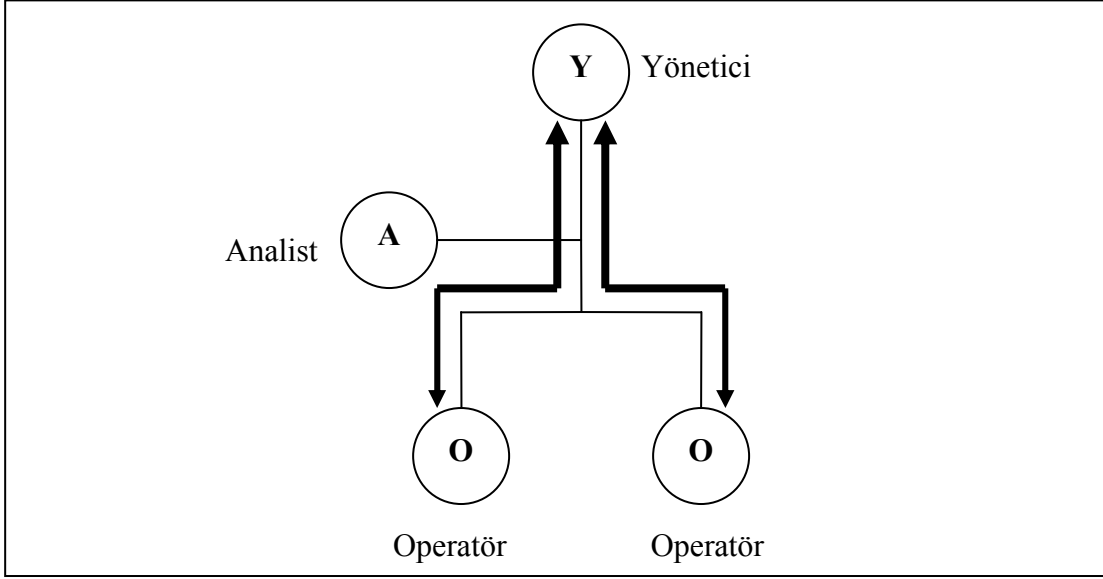 Y
Yönetici
A
Analist
O
O
Operatör
Operatör